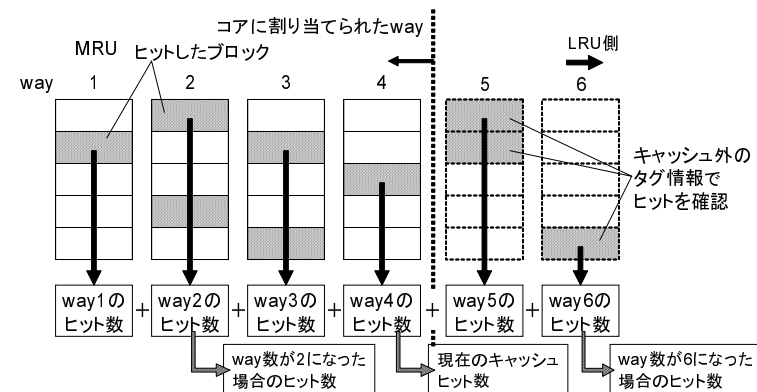 コアに割り当てられたway
MRU
ヒットしたブロック
LRU側
way
1
2
3
4
5
6
キャッシュ外の
タグ情報で
ヒットを確認
way1の
ヒット数
+
way2の
ヒット数
+
way3の
ヒット数
+
way4の
ヒット数
+
way5の
ヒット数
+
way6の
ヒット数
way数が2になった
場合のヒット数
現在のキャッシュ
ヒット数
way数が6になった
場合のヒット数